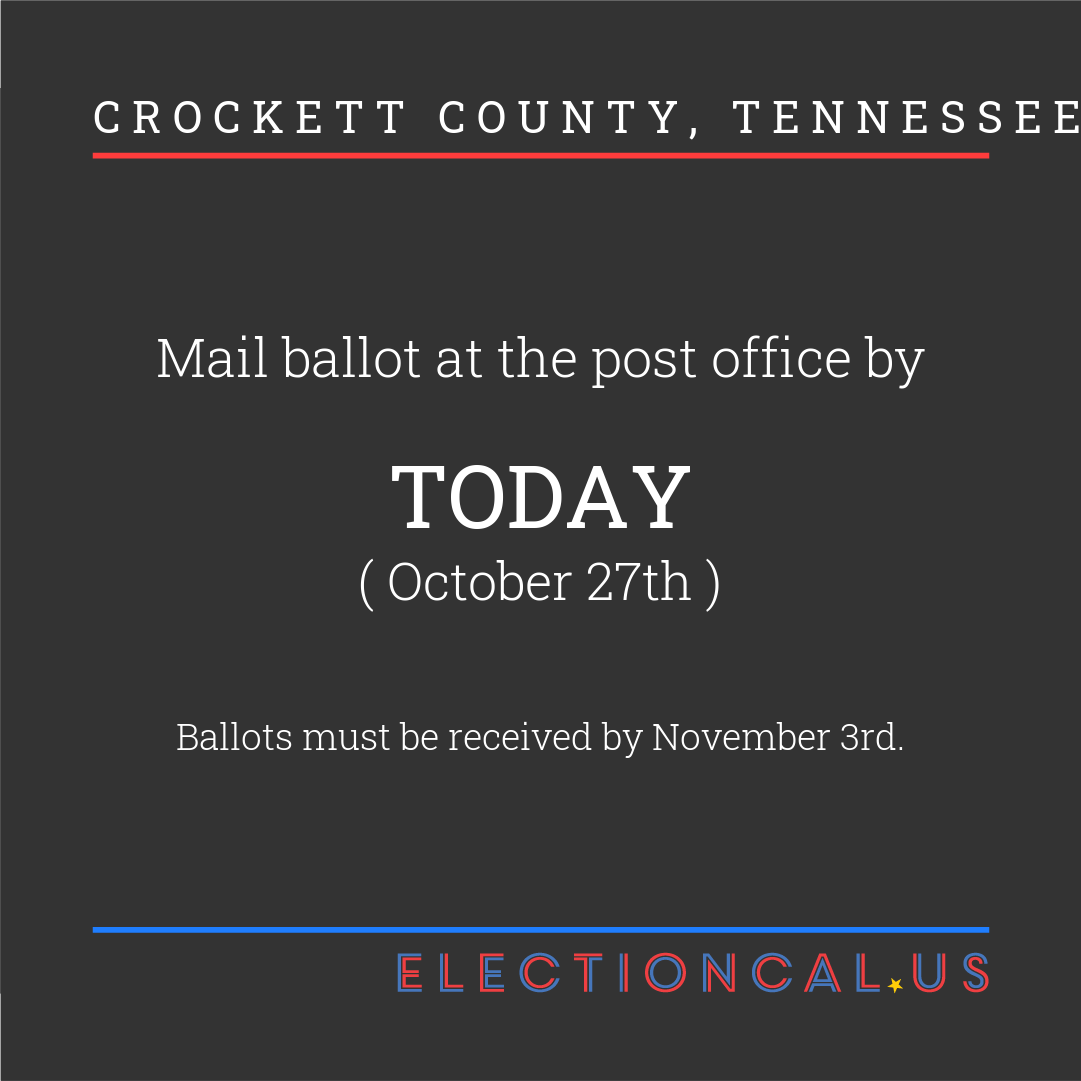 CROCKETT COUNTY, TENNESSEE
Mail ballot at the post office by
TODAY
( October 27th )
Ballots must be received by November 3rd.
ELECTIONCAL.US